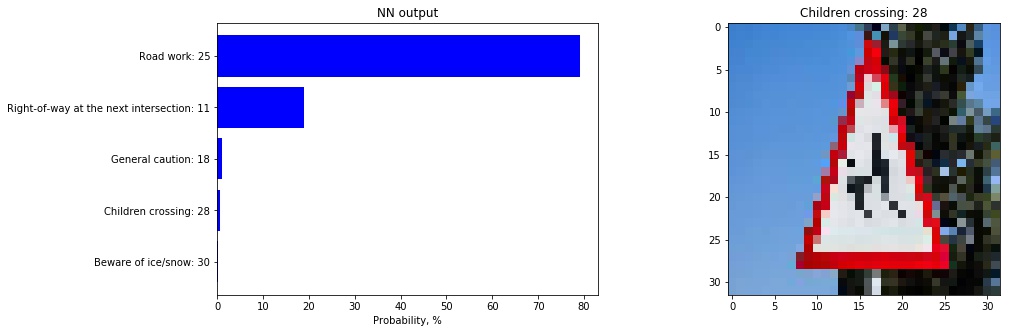 NN output
Road work: 25
Right-of-way at the next intersection: 11
General caution: 18
Children crossing: 28
Beware of ice/snow: 30
0 10 20 30 40 50 60 70 80
Probability, %
Children crossing: 28
0
5
10
15
20
25
30
0 5 10 15 20 25 30